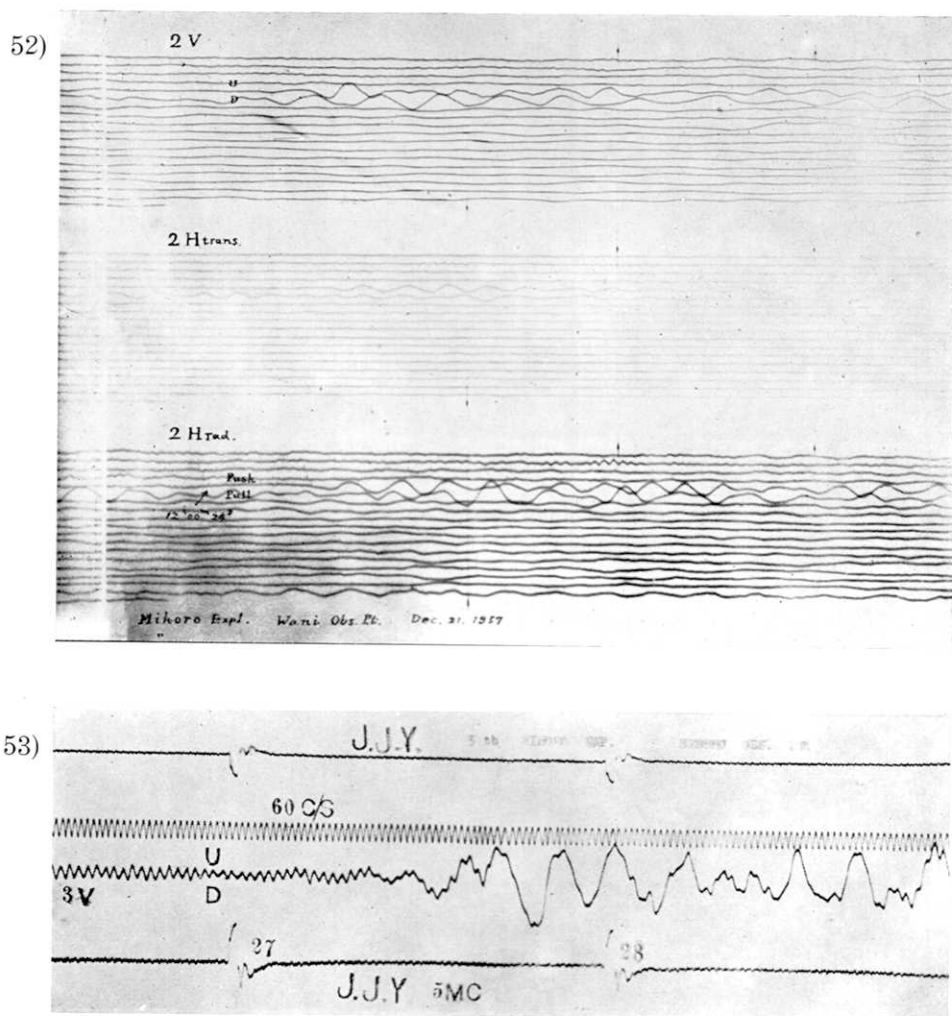 52)
2 V
U
D
2 Htrans.
2 Hrad.
Push
Pull
12h 00m 24s
Mihoro Expl. Wani Obs. Pt. Dec. 21. 1957
"
53)
J.J.Y.
60 C/S
U
3V D
27 28
J.J.Y 5MC